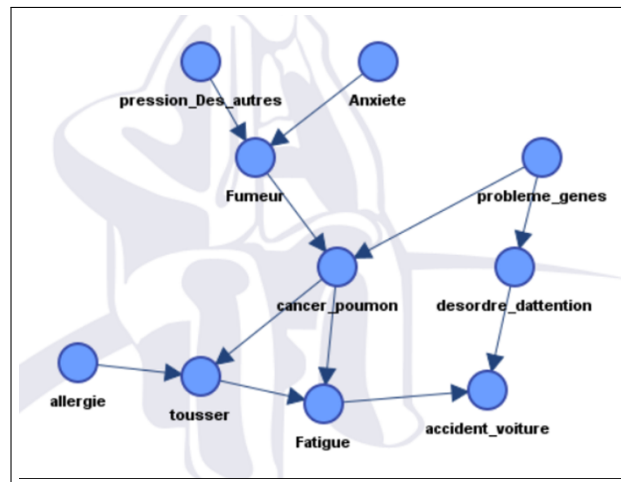 pression_Des_autres
Anxiete
Fumeur
probleme_genes
cancer_poumon
desordre_dattention
allergie
tousser
Fatigue
accident_voiture